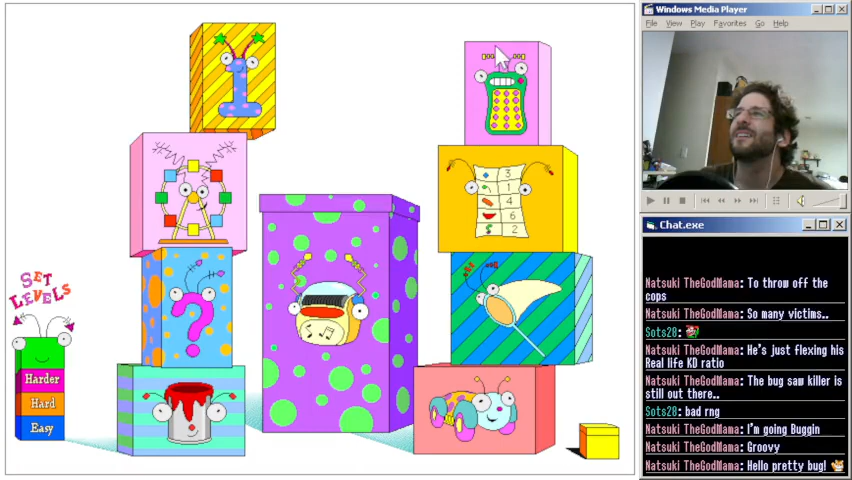 1
3
1
4
6
2
?
SET
LEVELS
Harder
Hard
Easy
Windows Media Player
File View Play Favorites Go Help
Chat.exe
Natsuki TheGodMama: To throw off the
cops
Natsuki TheGodMama: So many victims..
Sots28:
Natsuki TheGodMama: He's just flexing his
Real life KD ratio
Natsuki TheGodMama: The bug saw killer is
still out there..
Sots28: bad rng
Natsuki TheGodMama: I'm going Buggin
Natsuki TheGodMama: Groovy
Natsuki TheGodMama: Hello pretty bug!